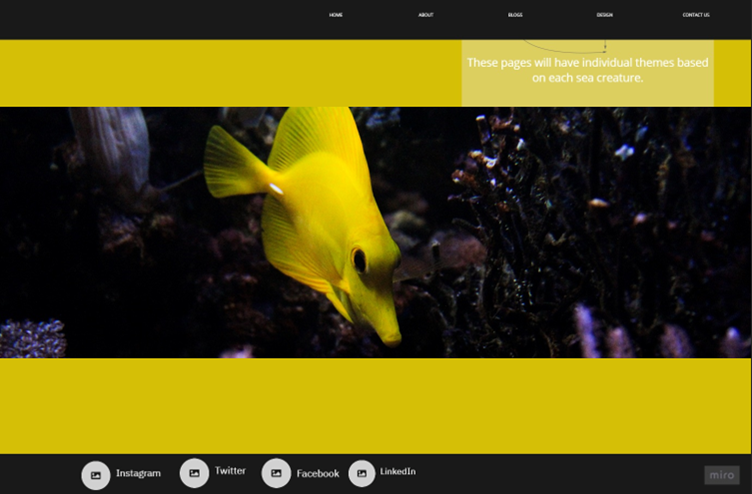 HOME
ABOUT
BLOGS
DESIGN
CONTACT US
These pages will have individual themes based
on each sea creature.
Instagram
Twitter
Facebook
LinkedIn
miro